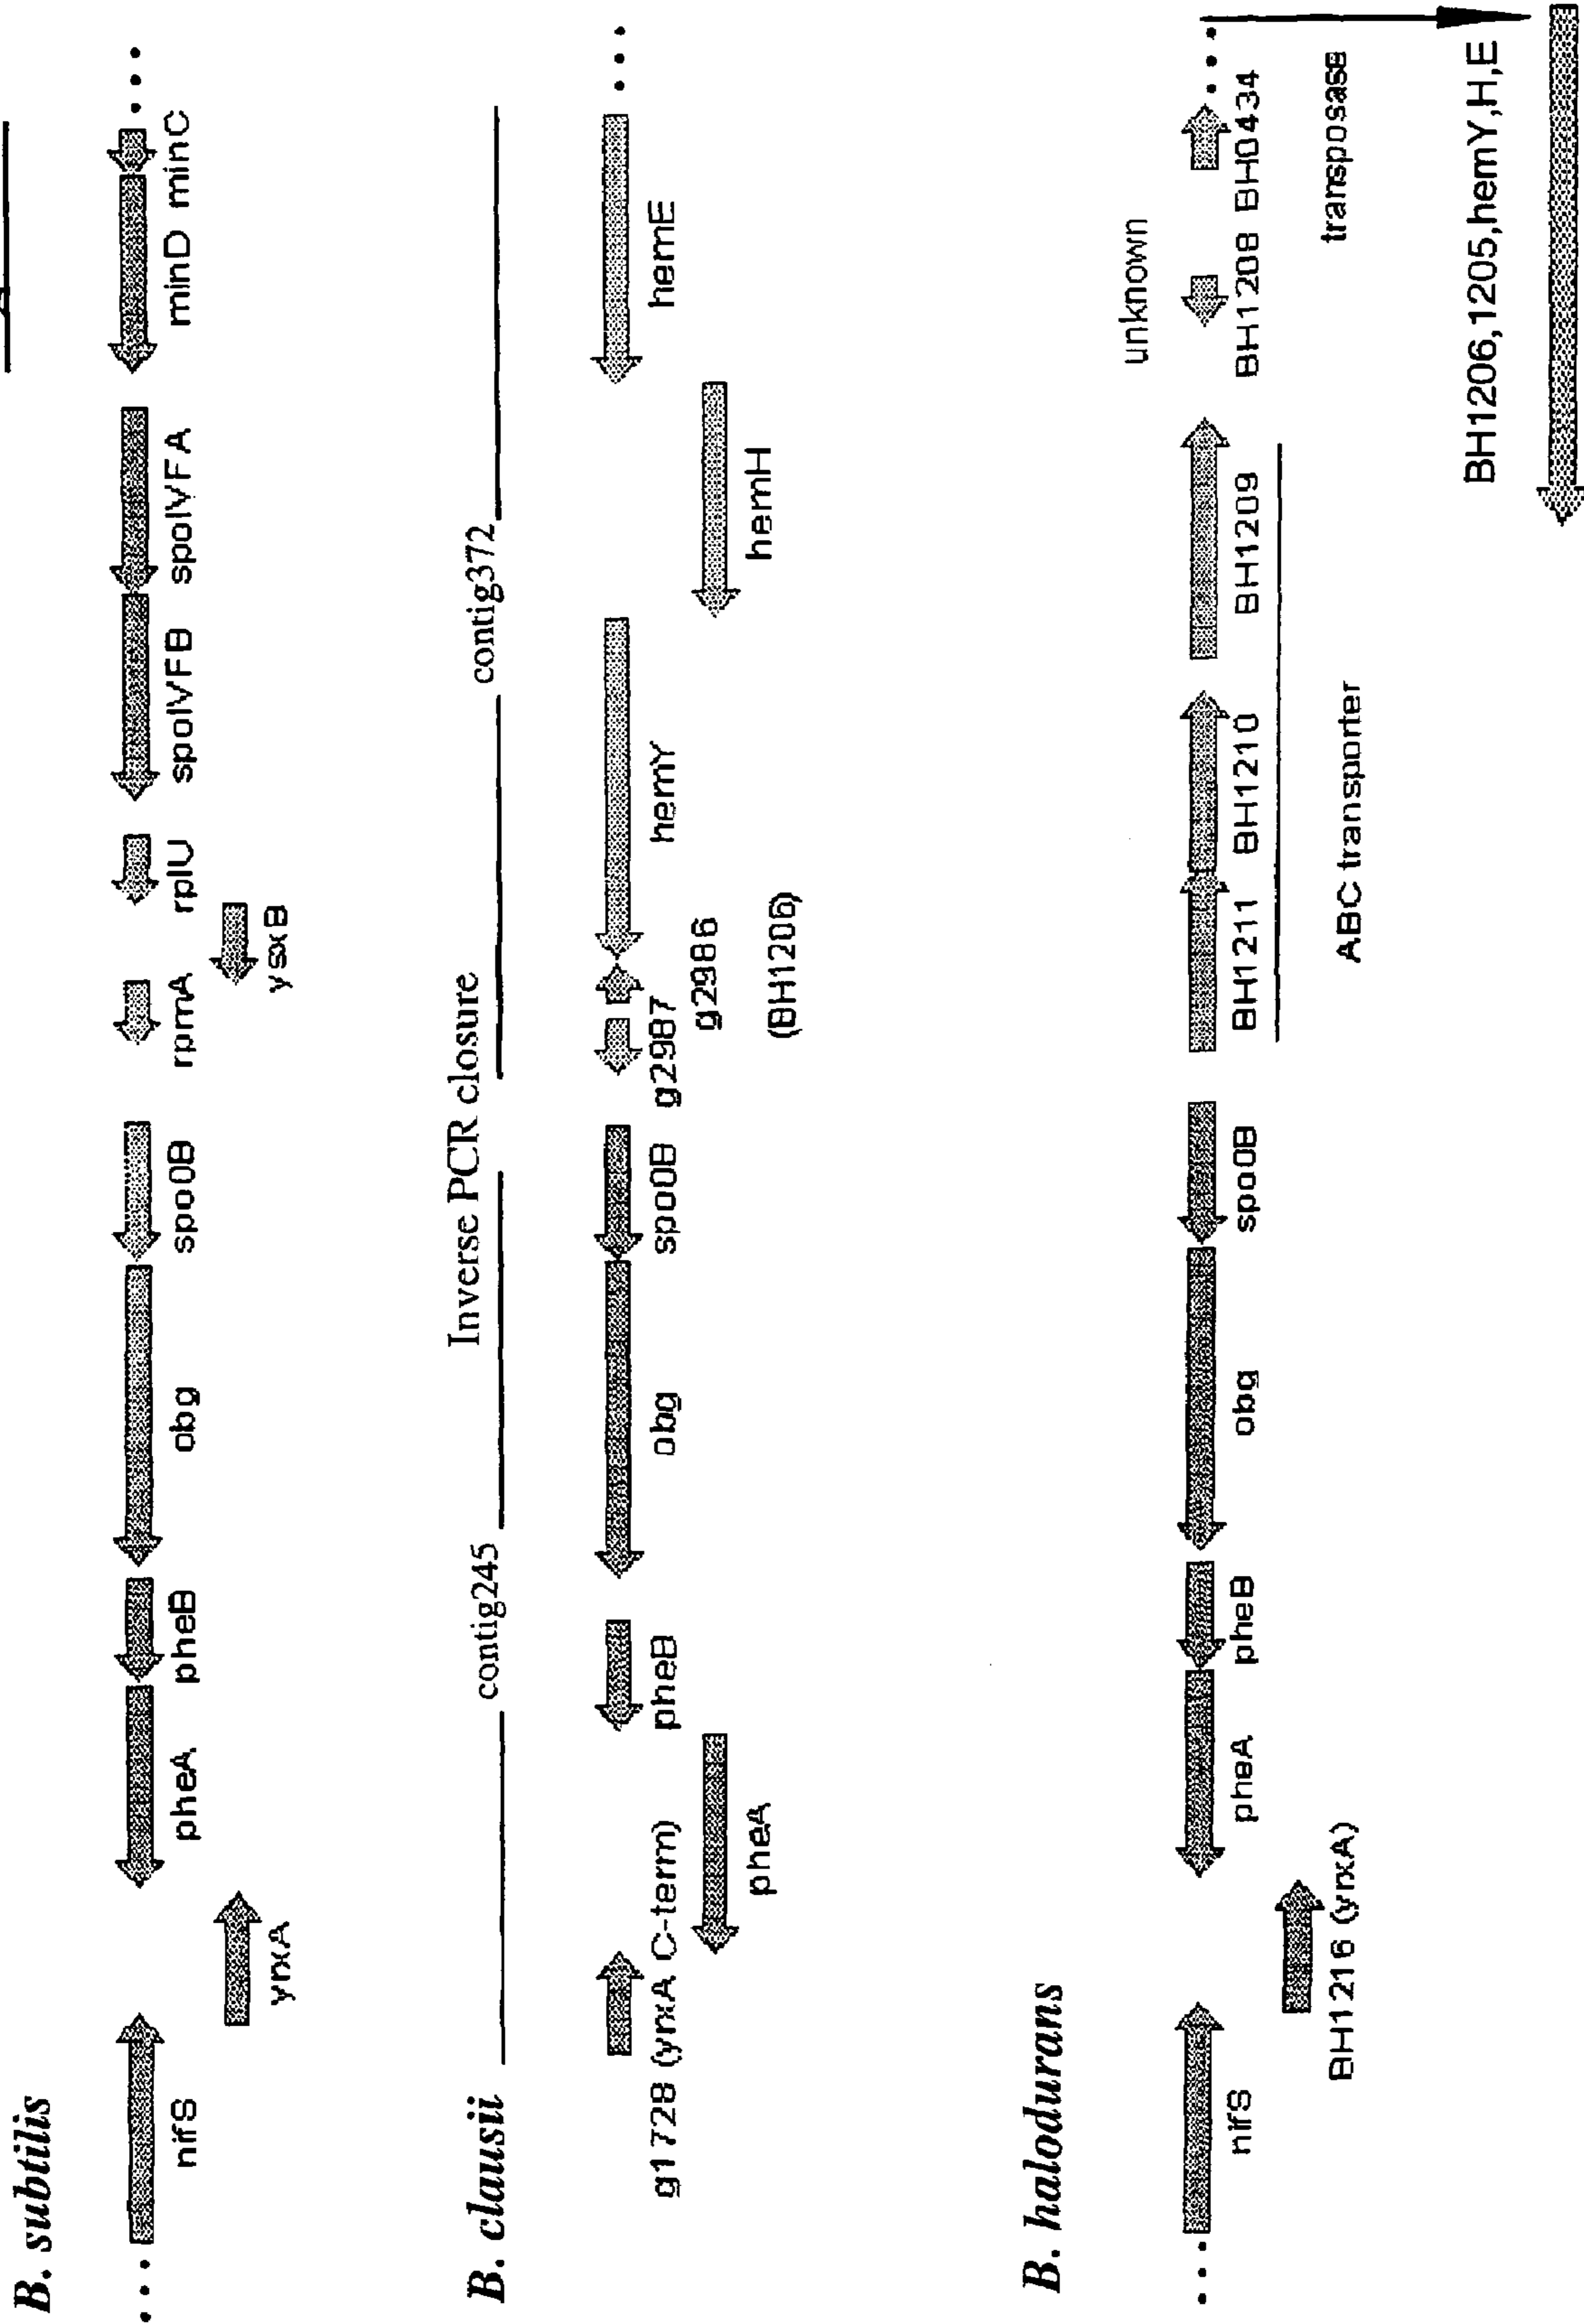 B. subtilis
nifS
yrxA
pheA
pheB
obg
spo0B
rpmA
ysxB
rplU
spoIVFB
spoIVFA
minD
minC
B. clausii
contig245
Inverse PCR closure
contig372
g1728 (yrxA C-term)
pheA
pheB
obg
spo0B
g2987
g2986
(BH1206)
hemY
hemH
hemE
B. halodurans
nifS
BH1216 (yrxA)
pheA
pheB
obg
spo0B
BH1211
BH1210
BH1209
ABC transporter
unknown
BH1208
BH0434
transposase
BH1206,1205,hemY,H,E